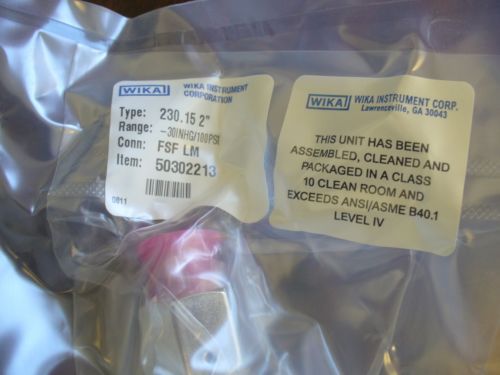 WIKA WIKA INSTRUMENT CORPORATION
Type: 230.15 2"
Range: -30INHG/100PSI
Conn: FSF LM
Item: 50302213
0811
WIKA WIKA INSTRUMENT CORP.
Lawrenceville, GA 30043
THIS UNIT HAS BEEN
ASSEMBLED, CLEANED AND
PACKAGED IN A CLASS
10 CLEAN ROOM AND
EXCEEDS ANSI/ASME B40.1
LEVEL IV